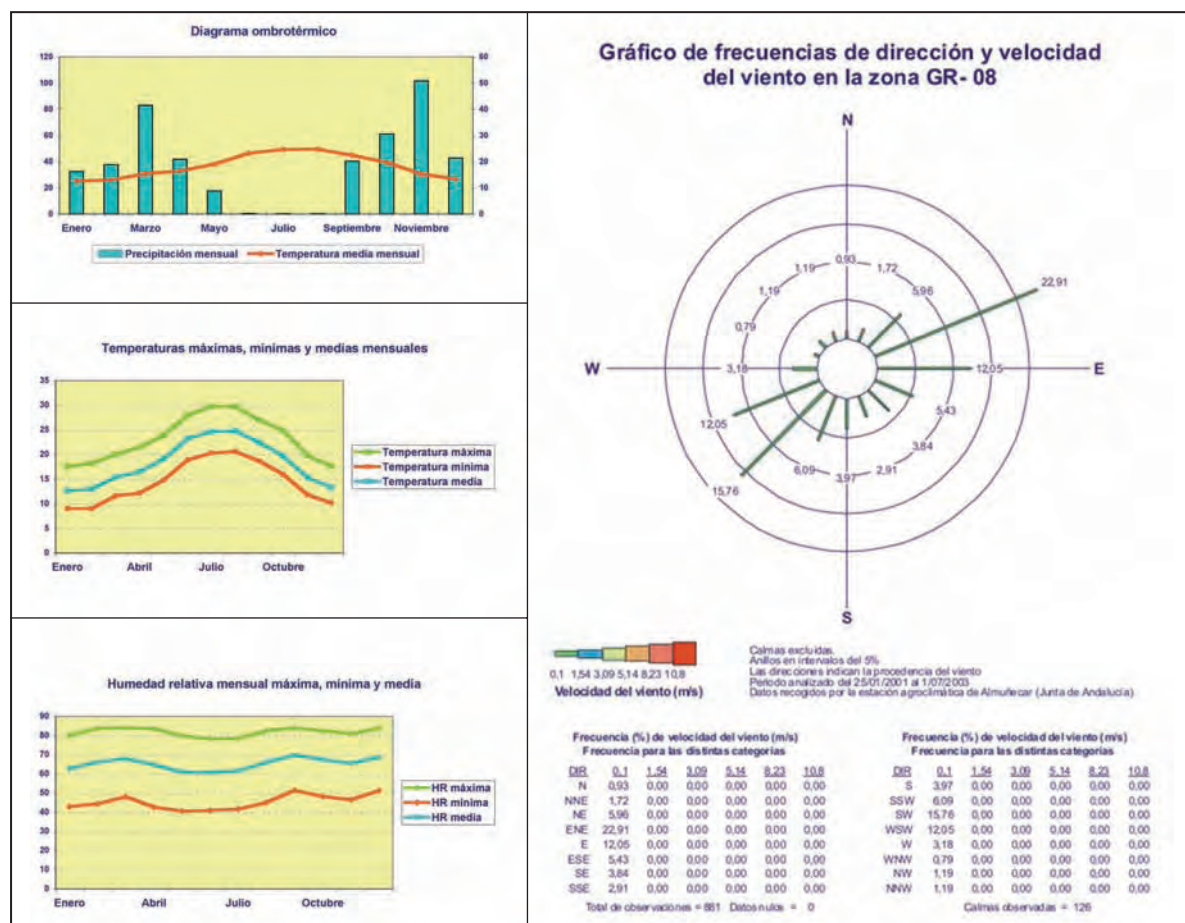 Diagrama ombrotérmico
120 60
100 50
80 40
60 30
40 20
20 10
0 0
Enero Marzo Mayo Julio Septiembre Noviembre
Precipitación mensual Temperatura media mensual
Temperaturas máximas, mínimas y medias mensuales
35
30
25
20
15
10
5
0
Enero Abril Julio Octubre
Temperatura máxima
Temperatura mínima
Temperatura media
Humedad relativa mensual máxima, mínima y media
90
80
70
60
50
40
30
20
10
0
Enero Abril Julio Octubre
HR máxima
HR mínima
HR media
Gráfico de frecuencias de dirección y velocidad
del viento en la zona GR- 08
N
0,93
1,72
5,96
22,91
E
12,05
5,43
3,84
2,91
3,97
S
6,09
15,76
12,05
W
3,18
0,79
1,19
1,19
0,1 1,54 3,09 5,14 8,23 10,8
Velocidad del viento (m/s)
Calmas excluidas.
Anillos en intervalos del 5%
Las direcciones indican la procedencia del viento
Periodo analizado del 25/01/2001 al 1/07/2003
Datos recogidos por la estación agroclimática de Almuñecar (Junta de Andalucía)
Frecuencia (%) de velocidad del viento (m/s)
Frecuencia para las distintas categorías
DIR 0,1 1,54 3,09 5,14 8,23 10,8
N 0,93 0,00 0,00 0,00 0,00 0,00
NNE 1,72 0,00 0,00 0,00 0,00 0,00
NE 5,96 0,00 0,00 0,00 0,00 0,00
ENE 22,91 0,00 0,00 0,00 0,00 0,00
E 12,05 0,00 0,00 0,00 0,00 0,00
ESE 5,43 0,00 0,00 0,00 0,00 0,00
SE 3,84 0,00 0,00 0,00 0,00 0,00
SSE 2,91 0,00 0,00 0,00 0,00 0,00
Total de observaciones = 881 Datos nulos = 0
Frecuencia (%) de velocidad del viento (m/s)
Frecuencia para las distintas categorías
DIR 0,1 1,54 3,09 5,14 8,23 10,8
S 3,97 0,00 0,00 0,00 0,00 0,00
SSW 6,09 0,00 0,00 0,00 0,00 0,00
SW 15,76 0,00 0,00 0,00 0,00 0,00
WSW 12,05 0,00 0,00 0,00 0,00 0,00
W 3,18 0,00 0,00 0,00 0,00 0,00
WNW 0,79 0,00 0,00 0,00 0,00 0,00
NW 1,19 0,00 0,00 0,00 0,00 0,00
NNW 1,19 0,00 0,00 0,00 0,00 0,00
Calmas observadas = 126